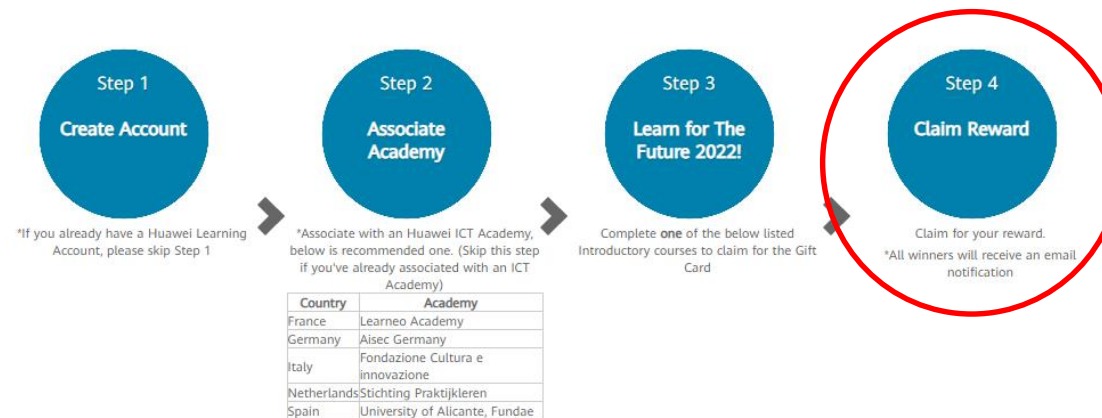 Step 1
Create Account
*If you already have a Huawei Learning
Account, please skip Step 1
Step 2
Associate
Academy
*Associate with an Huawei ICT Academy,
below is recommended one. (Skip this step
if you've already associated with an ICT
Academy)
Country Academy
France Learneo Academy
Germany Aisec Germany
Italy Fondazione Cultura e
innovazione
Netherlands Stichting Praktijkleren
Spain University of Alicante, Fundae
Step 3
Learn for The
Future 2022!
Complete one of the below listed
Introductory courses to claim for the Gift
Card
Step 4
Claim Reward
Claim for your reward.
*All winners will receive an email
notification